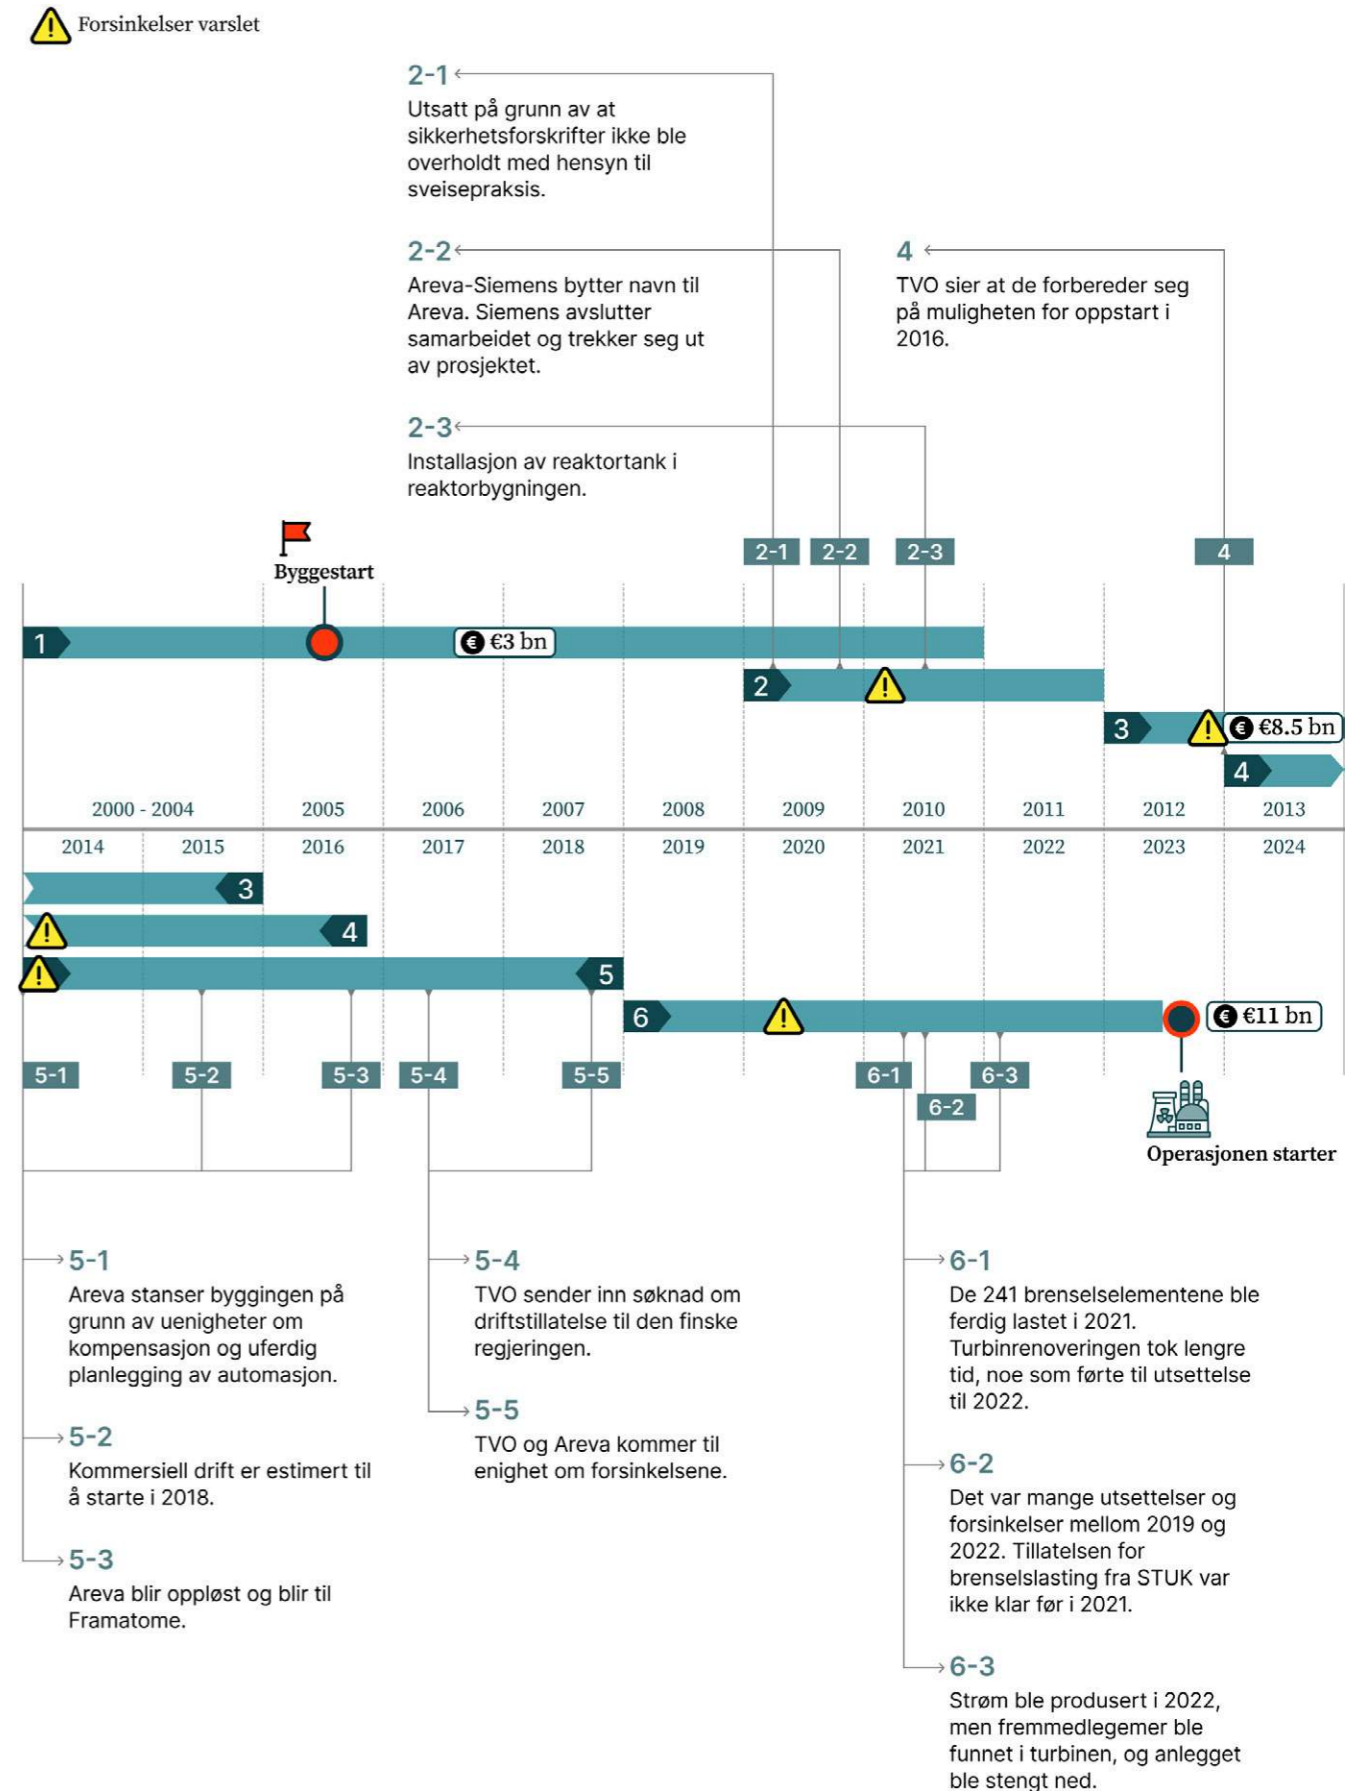 Forsinkelser varslet
2-1
Utsatt på grunn av at
sikkerhetsforskrifter ikke ble
overholdt med hensyn til
sveisepraksis.
2-2
Areva-Siemens bytter navn til
Areva. Siemens avslutter
samarbeidet og trekker seg ut
av prosjektet.
2-3
Installasjon av reaktortank i
reaktorbygningen.
4
TVO sier at de forbereder seg
på muligheten for oppstart i
2016.
Byggestart
2-1 2-2 2-3 4
1 €3 bn
2
3 €8.5 bn
4
2000 - 2004 2005 2006 2007 2008 2009 2010 2011 2012 2013
2014 2015 2016 2017 2018 2019 2020 2021 2022 2023 2024
3
4
5
6 €11 bn
5-1 5-2 5-3 5-4 5-5 6-1 6-3
6-2
Operasjonen starter
5-1
Areva stanser byggingen på
grunn av uenigheter om
kompensasjon og uferdig
planlegging av automasjon.
5-2
Kommersiell drift er estimert til
å starte i 2018.
5-3
Areva blir oppløst og blir til
Framatome.
5-4
TVO sender inn søknad om
driftstillatelse til den finske
regjeringen.
5-5
TVO og Areva kommer til
enighet om forsinkelsene.
6-1
De 241 brenselselementene ble
ferdig lastet i 2021.
Turbinrenoveringen tok lengre
tid, noe som førte til utsettelse
til 2022.
6-2
Det var mange utsettelser og
forsinkelser mellom 2019 og
2022. Tillatelsen for
brenselslasting fra STUK var
ikke klar før i 2021.
6-3
Strøm ble produsert i 2022,
men fremmedlegemer ble
funnet i turbinen, og anlegget
ble stengt ned.